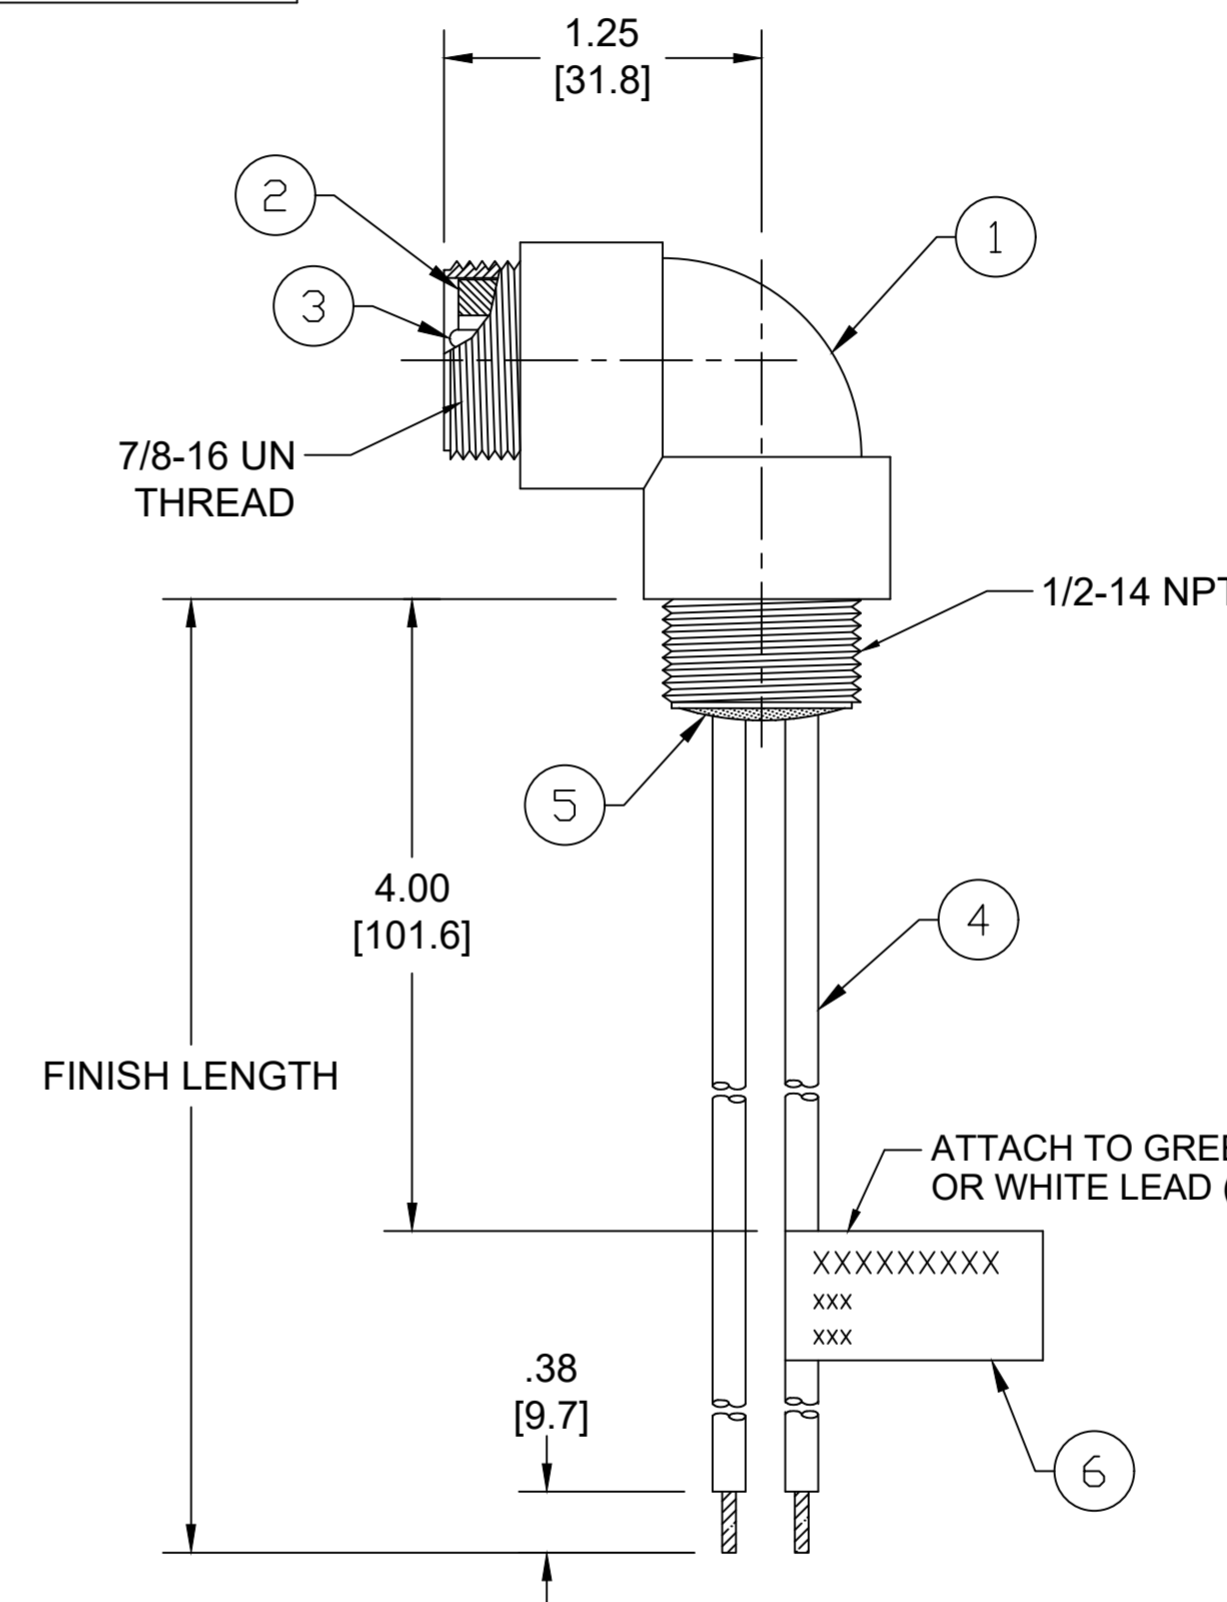 1.25
[31.8]
2
1
3
7/8-16 UN
THREAD
1/2-14 NPT
5
4.00
[101.6]
4
FINISH LENGTH
ATTACH TO
OR WHITE LEAD
XXXXXXXXX
xxx
xxx
.38
[9.7]
6